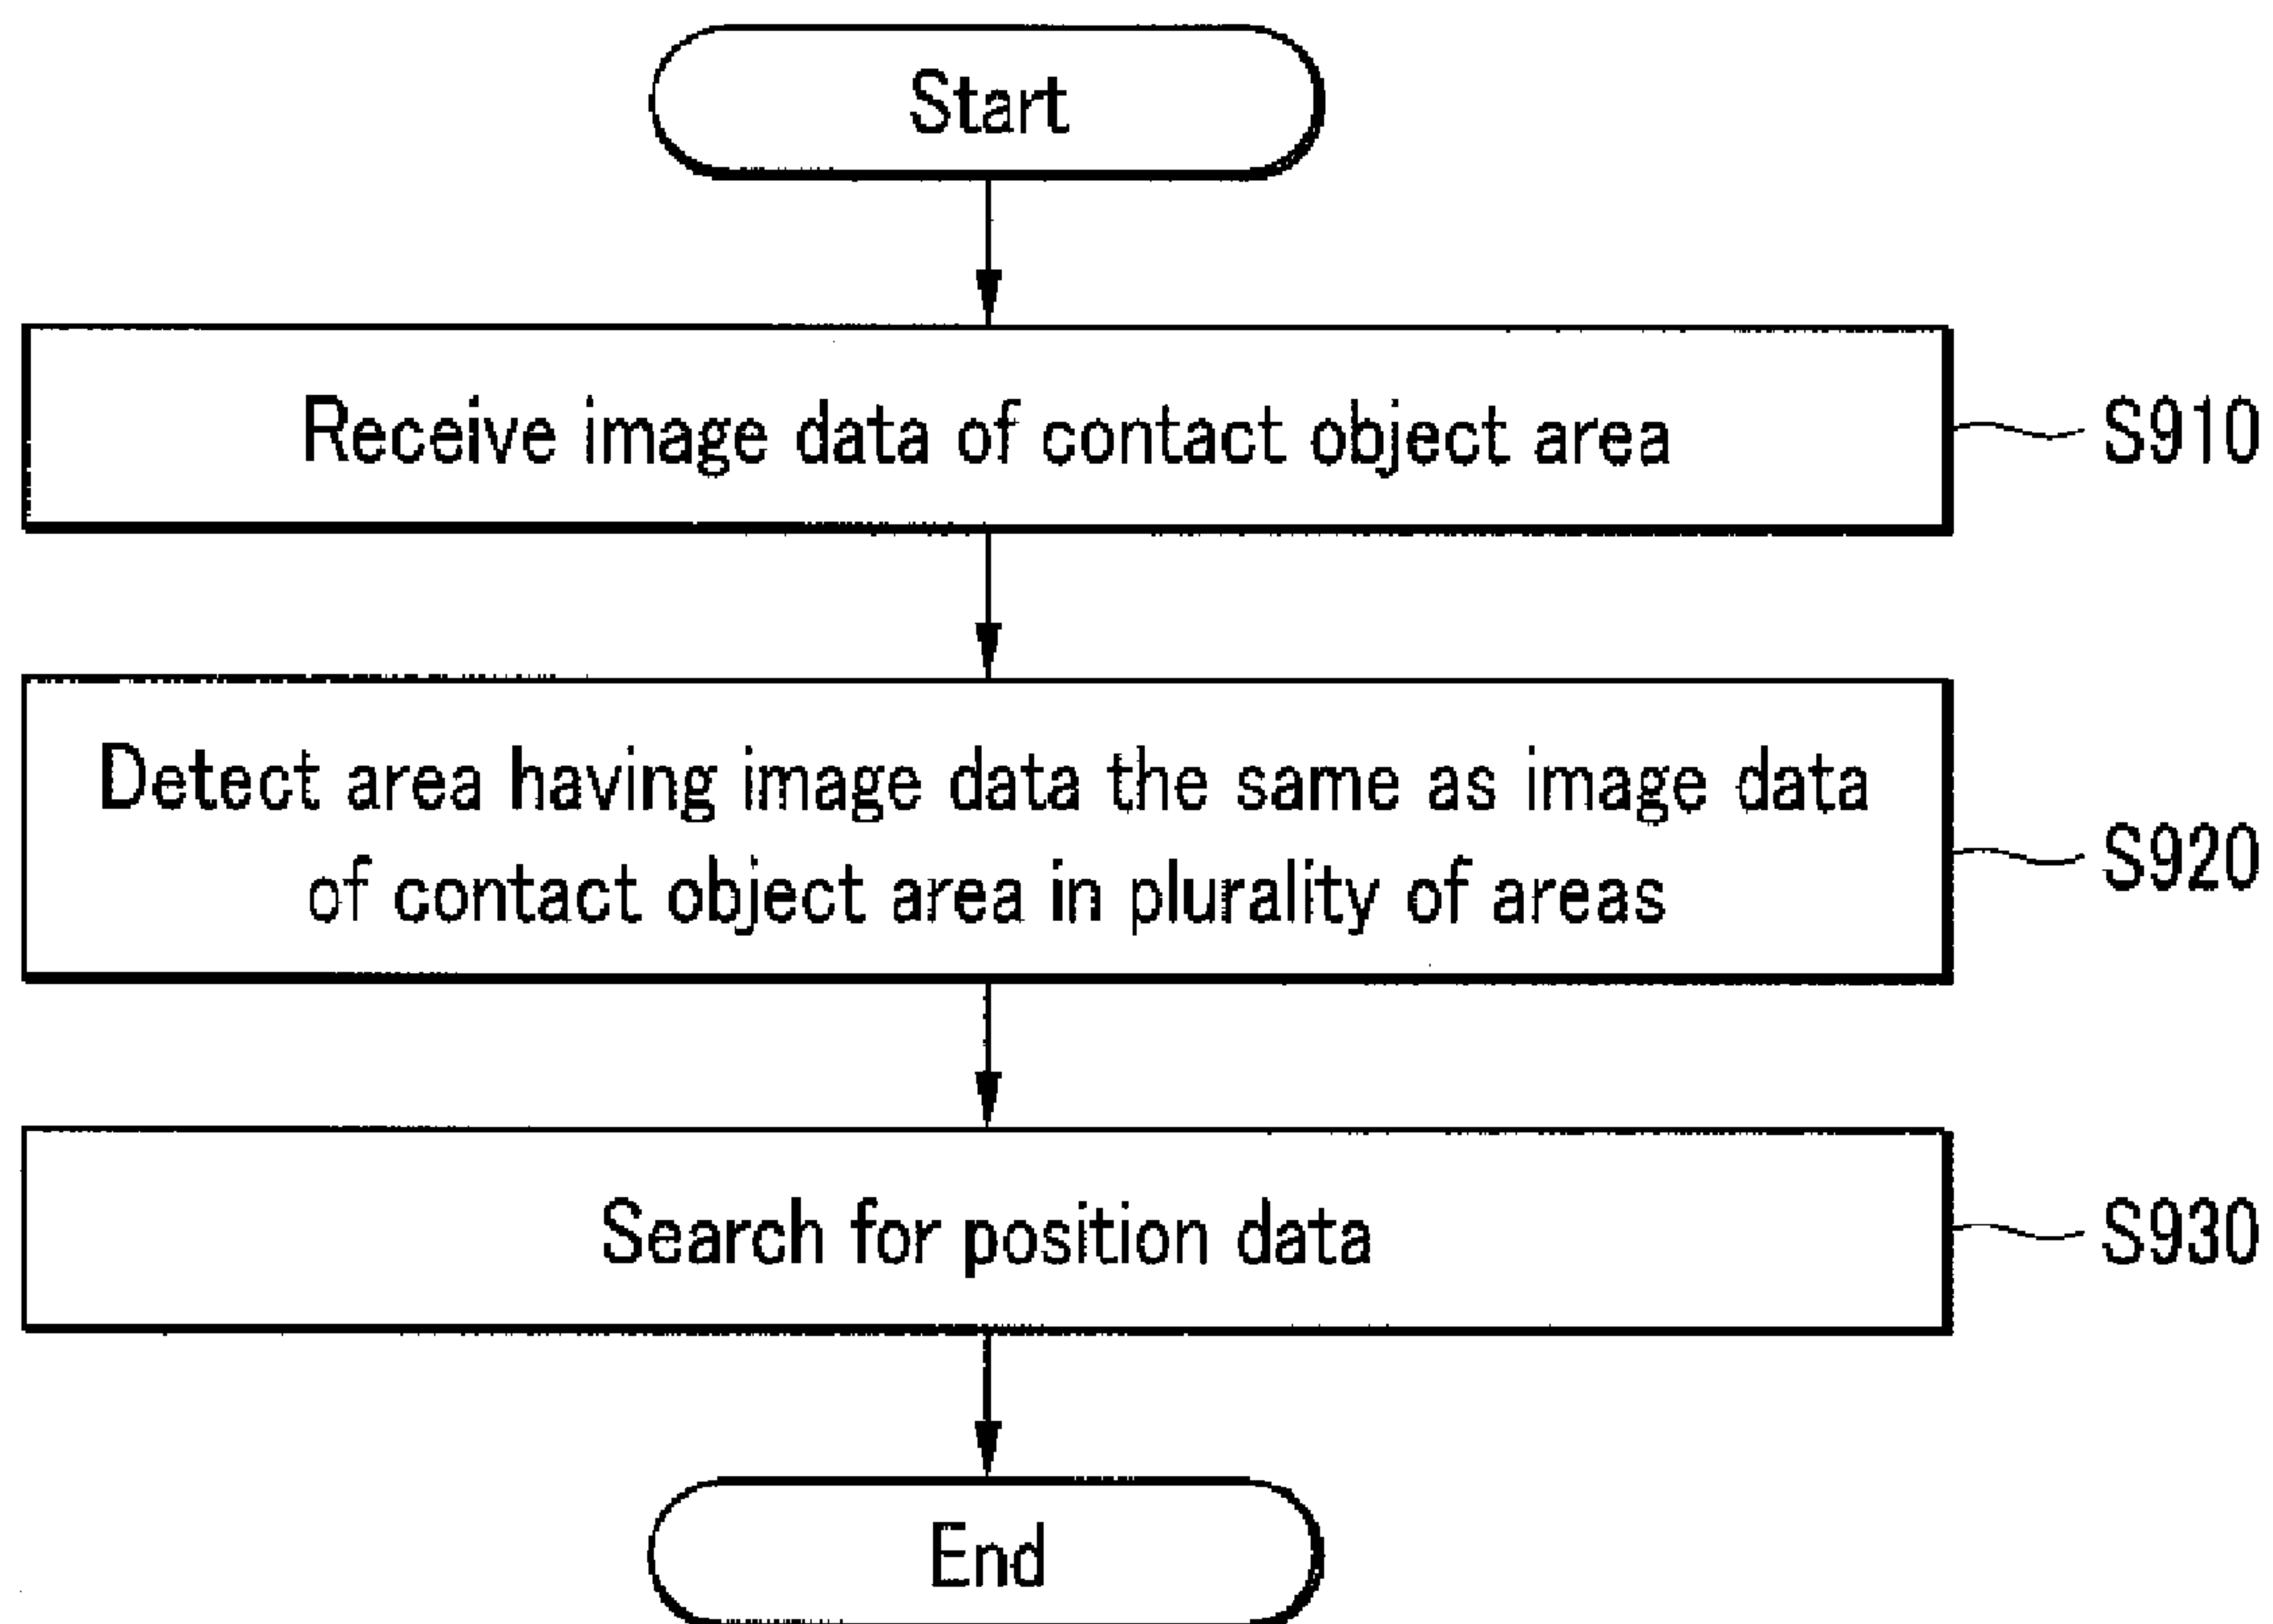 Start
Receive image data of contact object area
S910
Detect area having image data the same as image data
of contact object area in plurality of areas
S920
Search for position data
S930
End